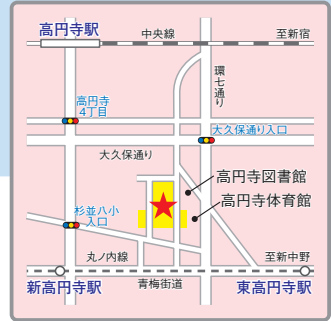 高円寺駅
中央線
至新宿
環七通り
高円寺
4丁目
大久保通り入口
大久保通り
高円寺図書館
高円寺体育館
杉並八小
入口
丸ノ内線
至新中野
新高円寺駅
青梅街道
東高円寺駅